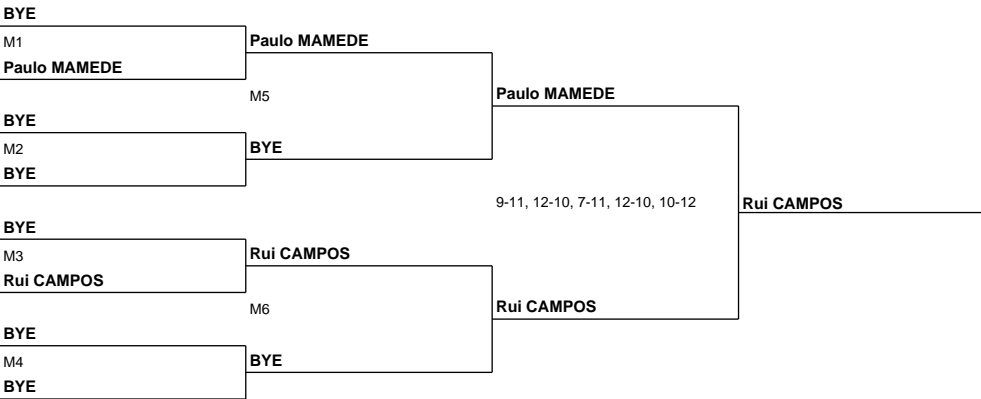 BYE
M1
Paulo MAMEDE
Paulo MAMEDE
M5
Paulo MAMEDE
BYE
M2
BYE
BYE
9-11, 12-10, 7-11, 12-10, 10-12
Rui CAMPOS
BYE
M3
Rui CAMPOS
Rui CAMPOS
M6
Rui CAMPOS
BYE
M4
BYE
BYE